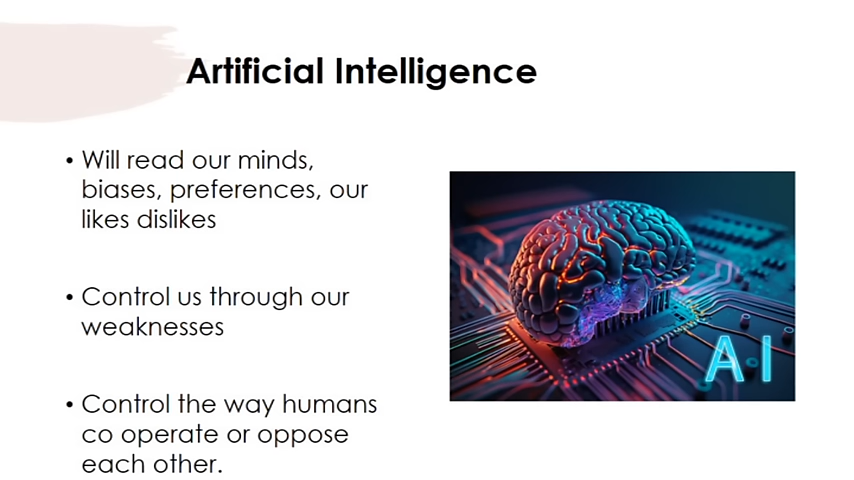 Artificial Intelligence
• Will read our minds,
biases, preferences, our
likes dislikes
• Control us through our
weaknesses
• Control the way humans
co operate or oppose
each other.
AI